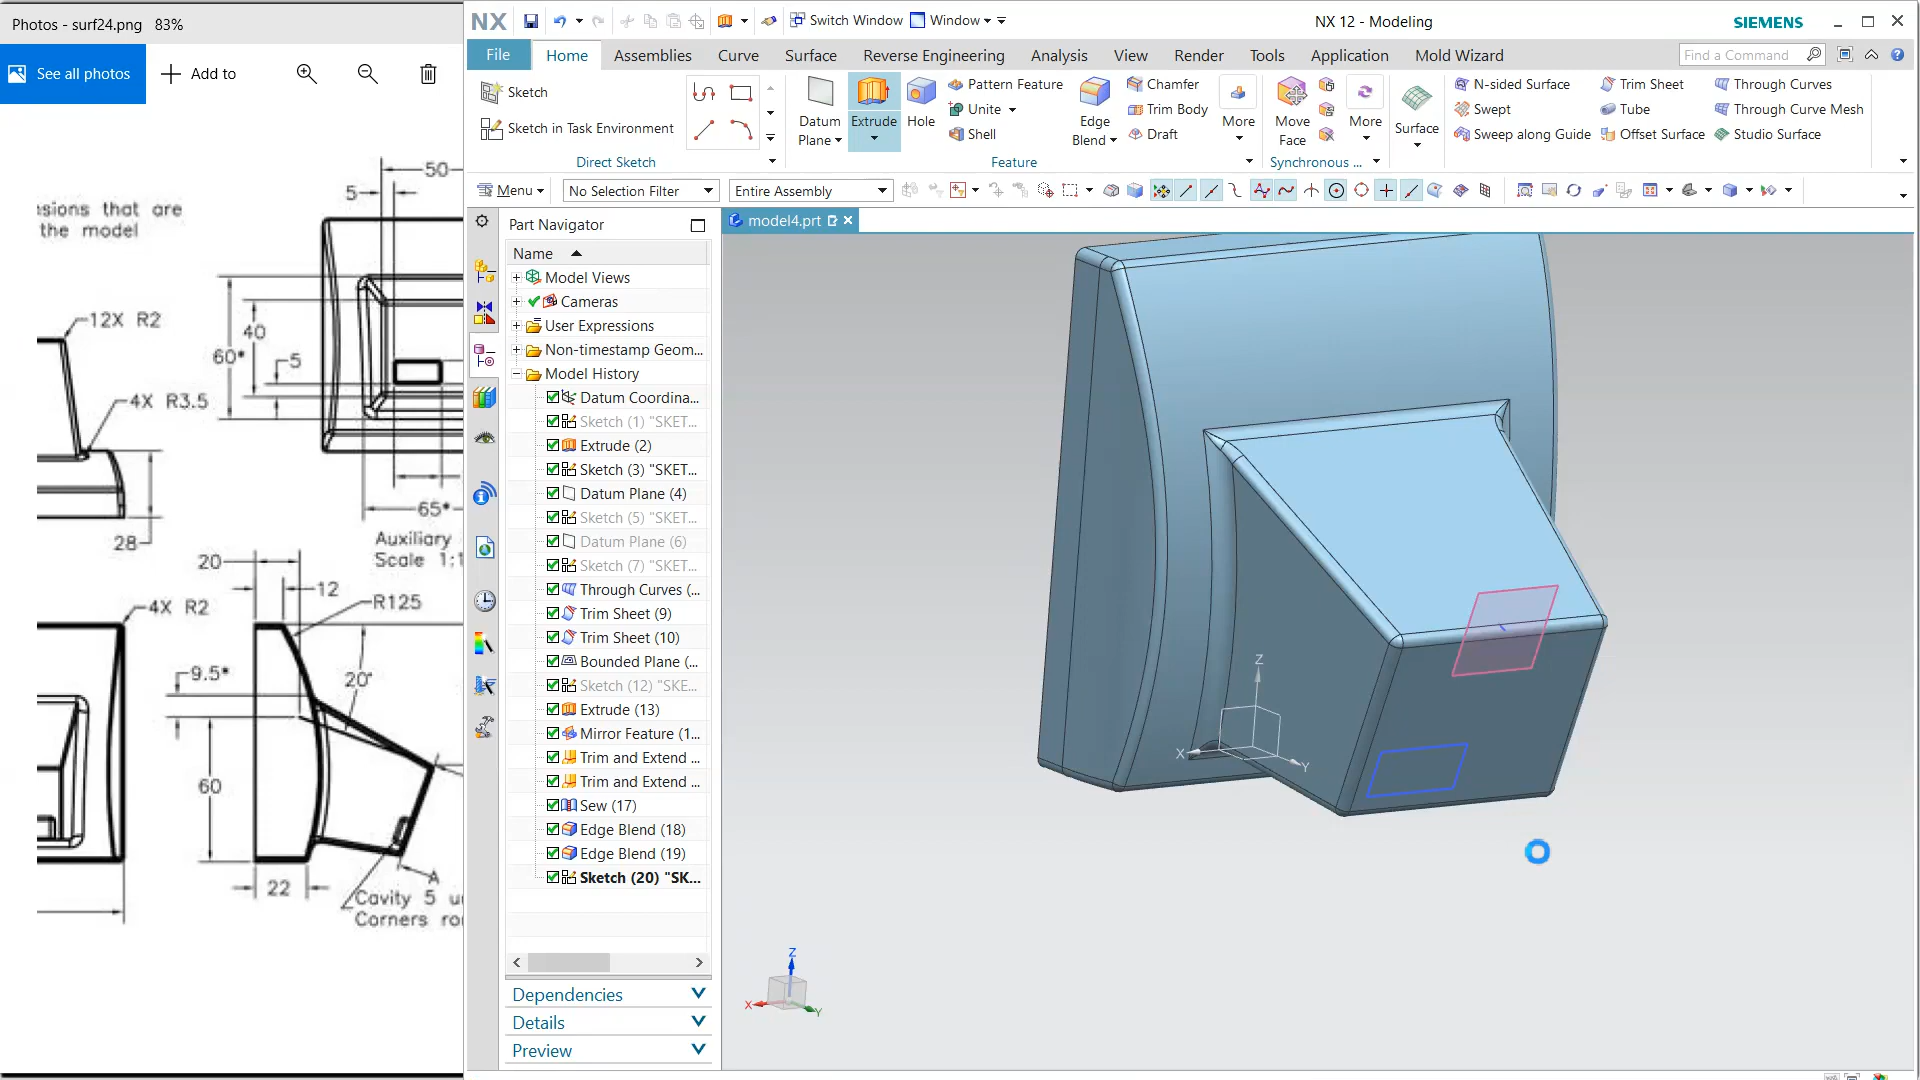 Photos - surf24.png 83%
See all photos
Add to
NX
Switch Window
Window
NX 12 - Modeling
SIEMENS
File
Home
Assemblies
Curve
Surface
Reverse Engineering
Analysis
View
Render
Tools
Application
Mold Wizard
Find a Command
Sketch
Sketch in Task Environment
Direct Sketch
Datum
Plane
Extrude
Hole
Pattern Feature
Unite
Shell
Edge
Blend
Chamfer
Trim Body
Draft
More
Feature
Move
Face
More
Synchronous ...
Surface
N-sided Surface
Swept
Sweep along Guide
Trim Sheet
Tube
Offset Surface
Through Curves
Through Curve Mesh
Studio Surface
Menu
No Selection Filter
Entire Assembly
Part Navigator
model4.prt
Name
Model Views
Cameras
User Expressions
Non-timestamp Geom...
Model History
Datum Coordina...
Sketch (1) "SKET...
Extrude (2)
Sketch (3) "SKET...
Datum Plane (4)
Sketch (5) "SKET...
Datum Plane (6)
Sketch (7) "SKET...
Through Curves (...
Trim Sheet (9)
Trim Sheet (10)
Bounded Plane (...
Sketch (12) "SKE...
Extrude (13)
Mirror Feature (1...
Trim and Extend ...
Trim and Extend ...
Sew (17)
Edge Blend (18)
Edge Blend (19)
Sketch (20) "SK...
Dependencies
Details
Preview
50
5
sions that are
the model
12X R2
40
60*
5
4X R3.5
65*
28
Auxiliary
Scale 1:1
20
12
4X R2
R125
9.5*
20°
60
22
A
Cavity 5 u
Corners ro
Z
X
Y
Z
X
Y